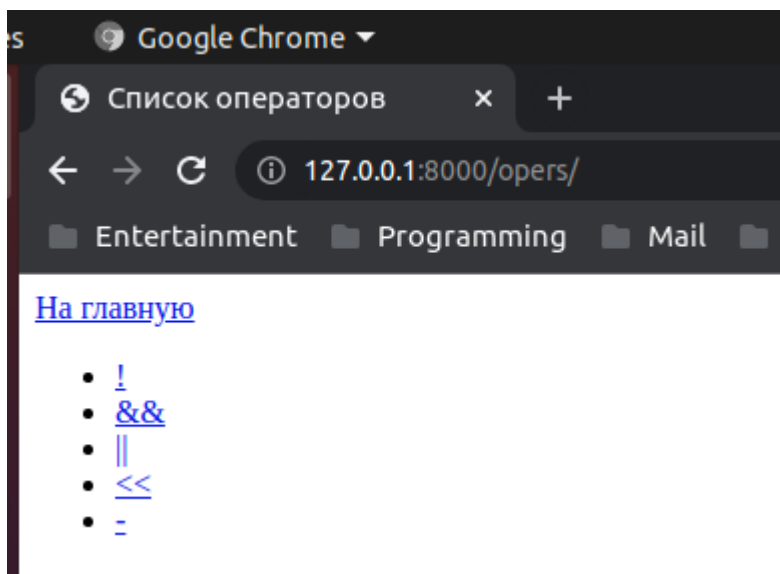 es Google Chrome
Список операторов
127.0.0.1:8000/opers/
Entertainment Programming Mail
На главную
!
&&
||
<<
-